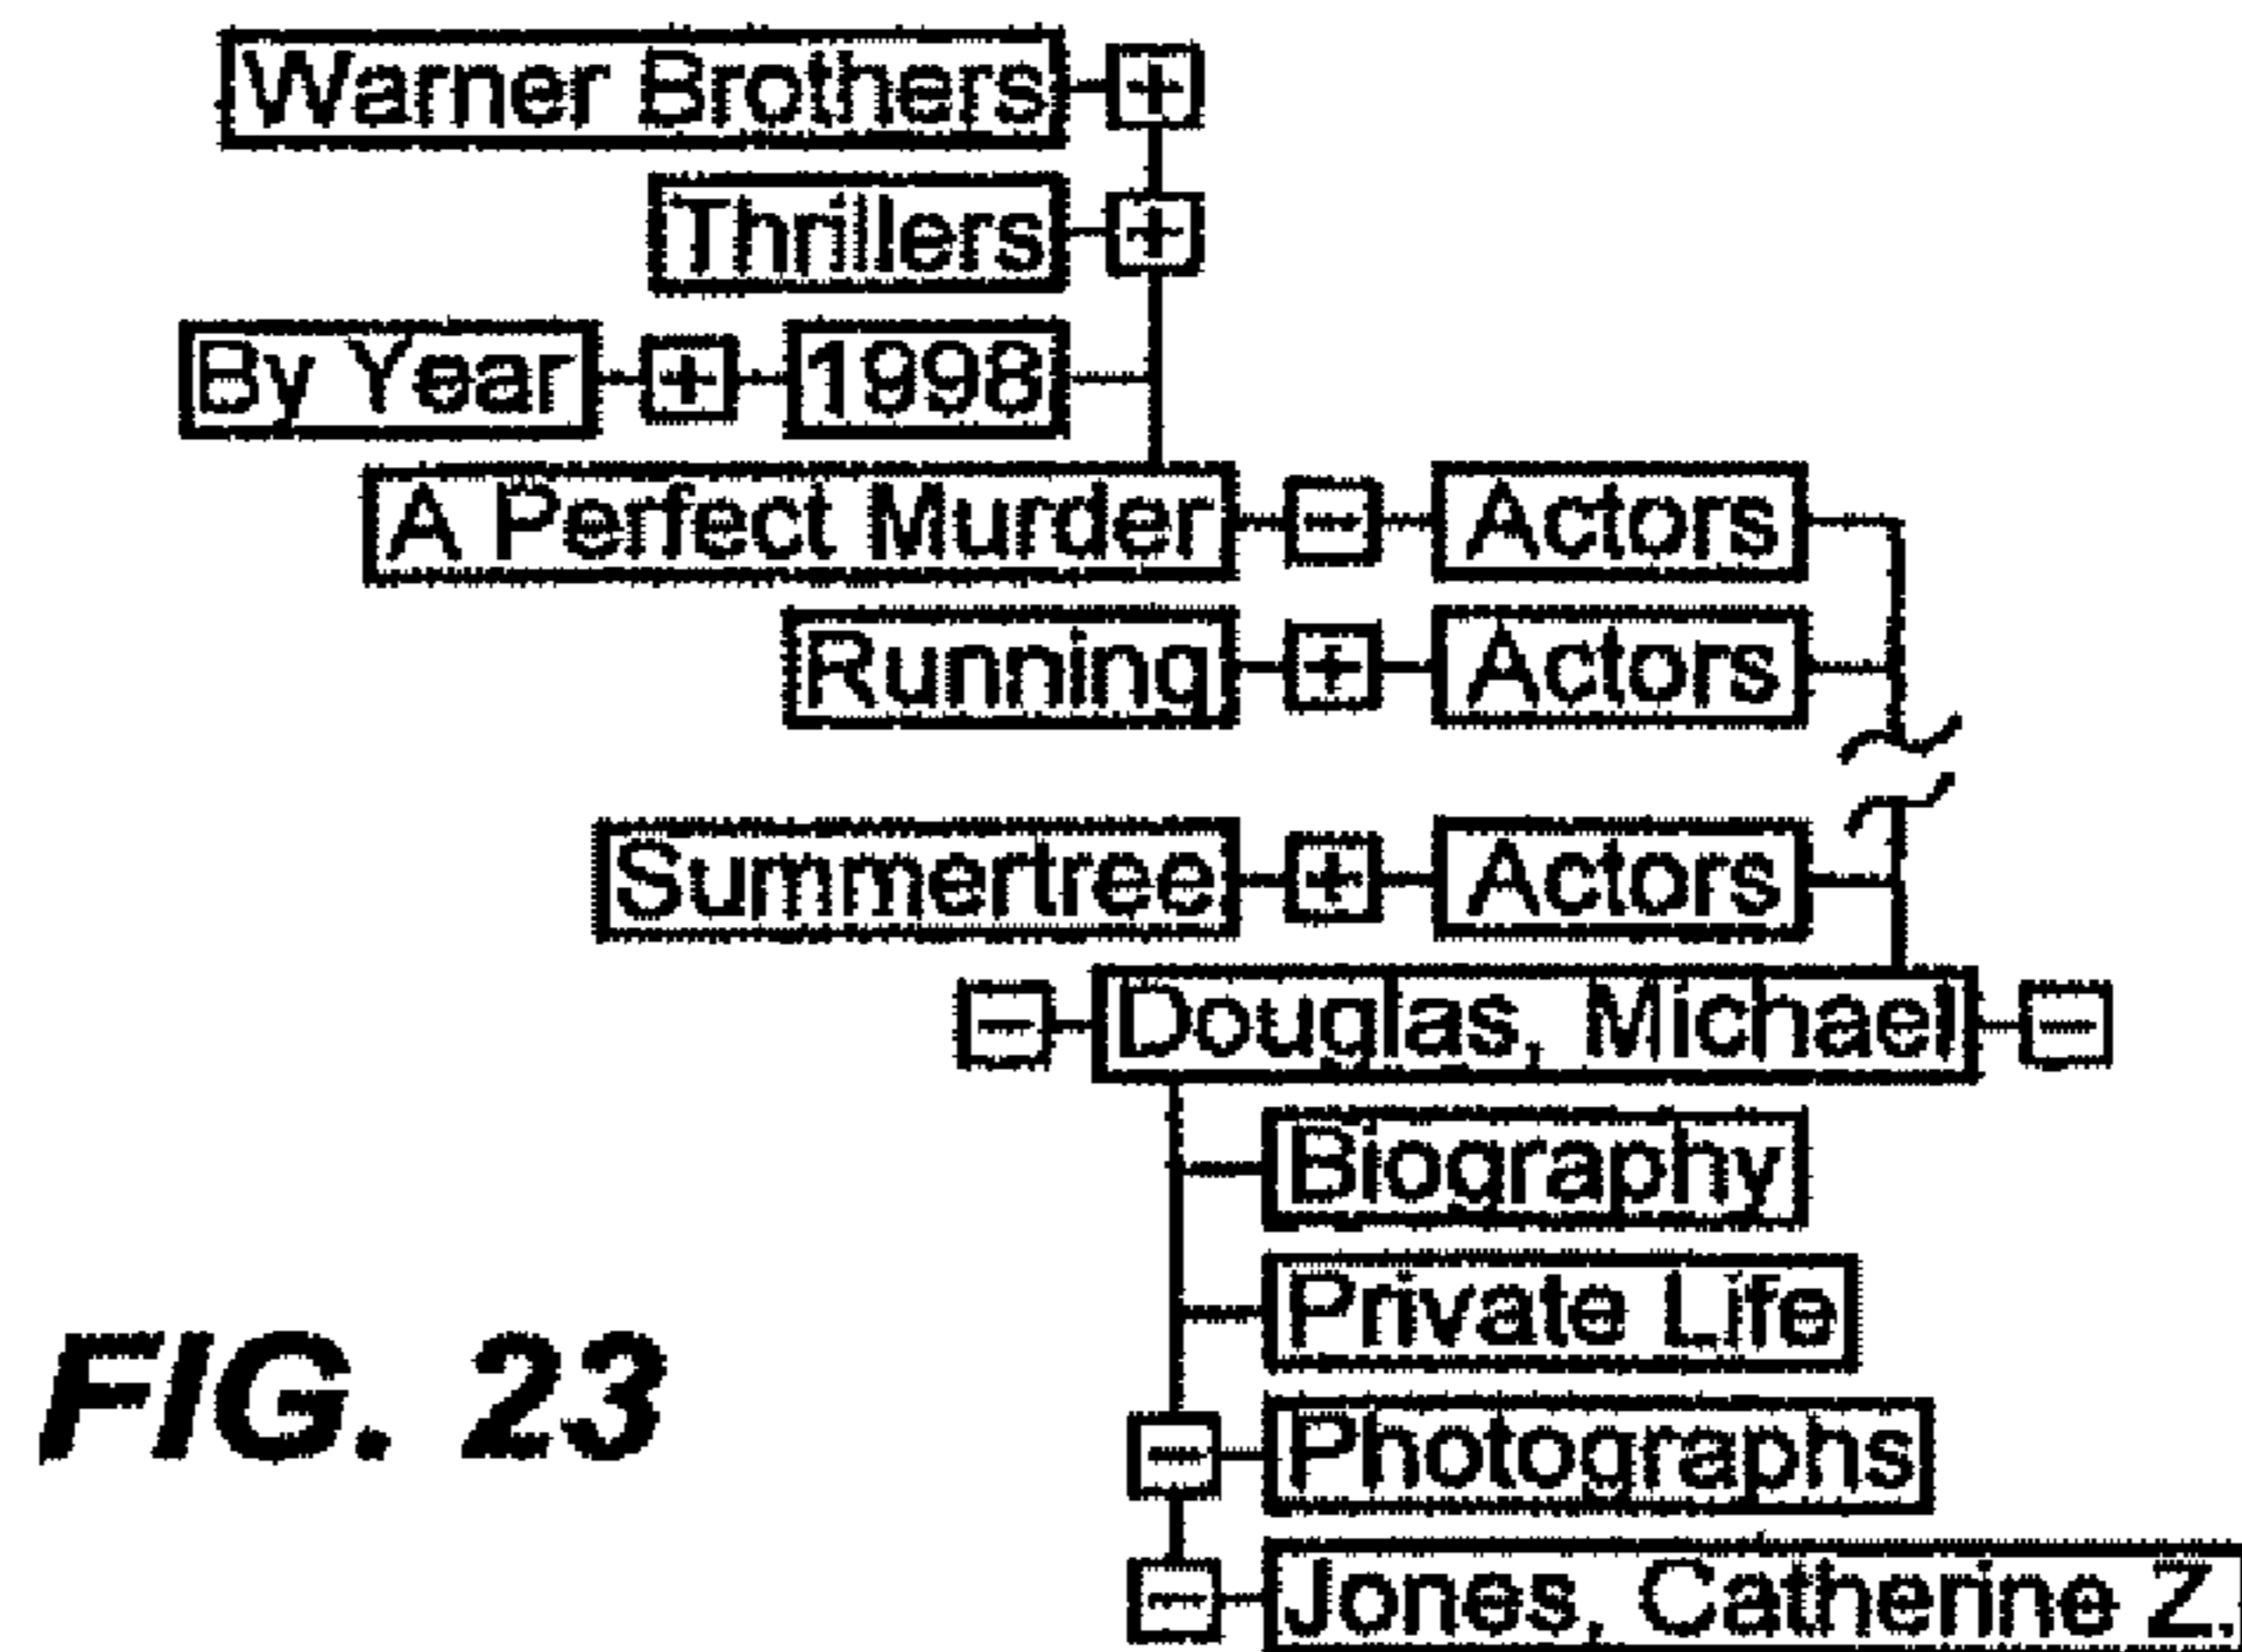 Warner Brothers +
Thrillers +
By Year + 1998
A Perfect Murder − Actors
Running + Actors
Summertree + Actors
− Douglas, Michael −
Biography
Private Life
− Photographs
− Jones, Catherine Z.
FIG. 23